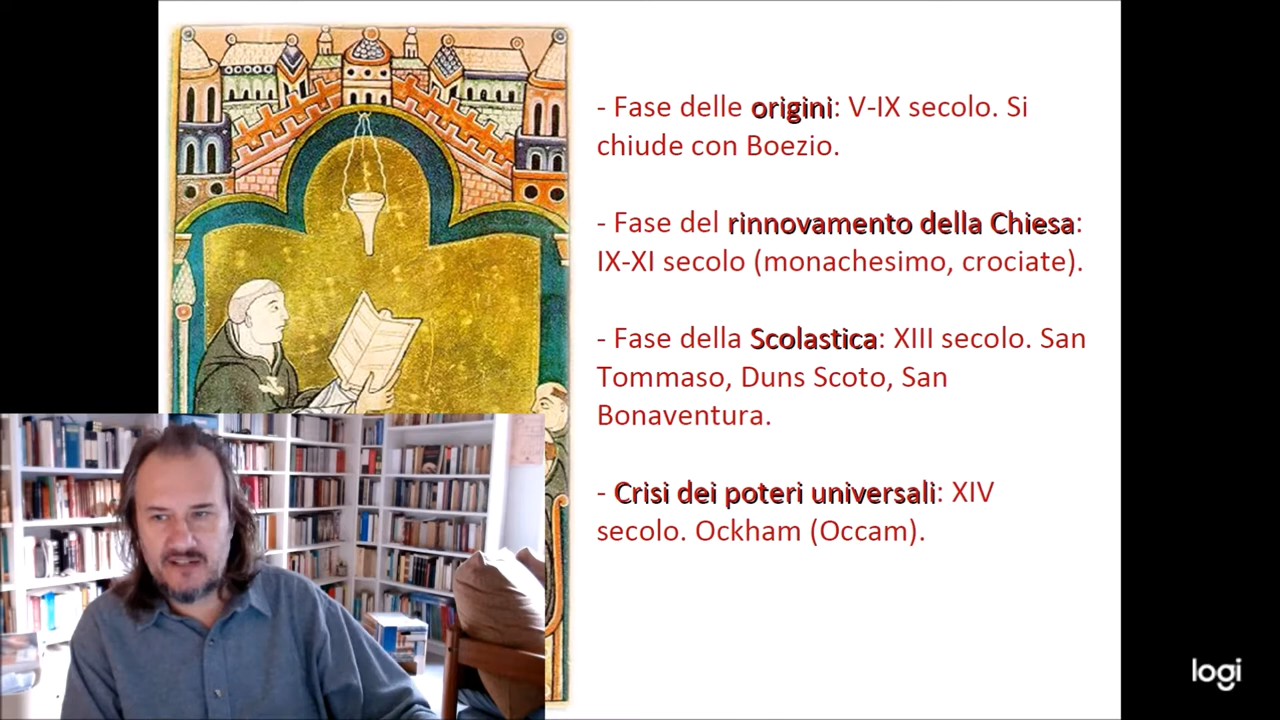 - Fase delle origini: V-IX secolo. Si
chiude con Boezio.
- Fase del rinnovamento della Chiesa:
IX-XI secolo (monachesimo, crociate).
- Fase della Scolastica: XIII secolo. San
Tommaso, Duns Scoto, San
Bonaventura.
- Crisi dei poteri universali: XIV
secolo. Ockham (Occam).
logi